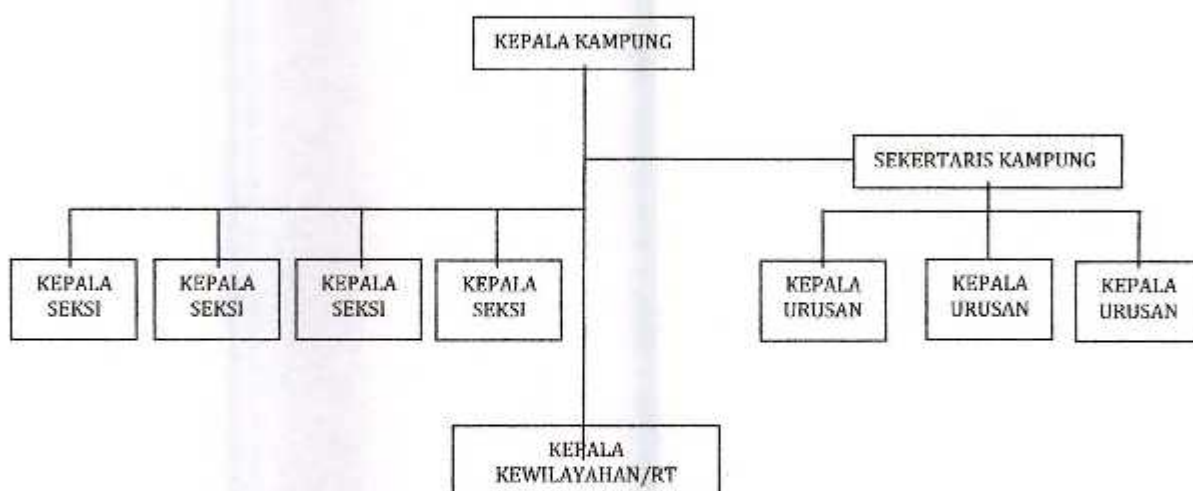 KEPALA KAMPUNG
SEKERTARIS KAMPUNG
KEPALA
SEKSI
KEPALA
SEKSI
KEPALA
SEKSI
KEPALA
SEKSI
KEPALA
URUSAN
KEPALA
URUSAN
KEPALA
URUSAN
KEPALA
KEWILAYAHAN/RT